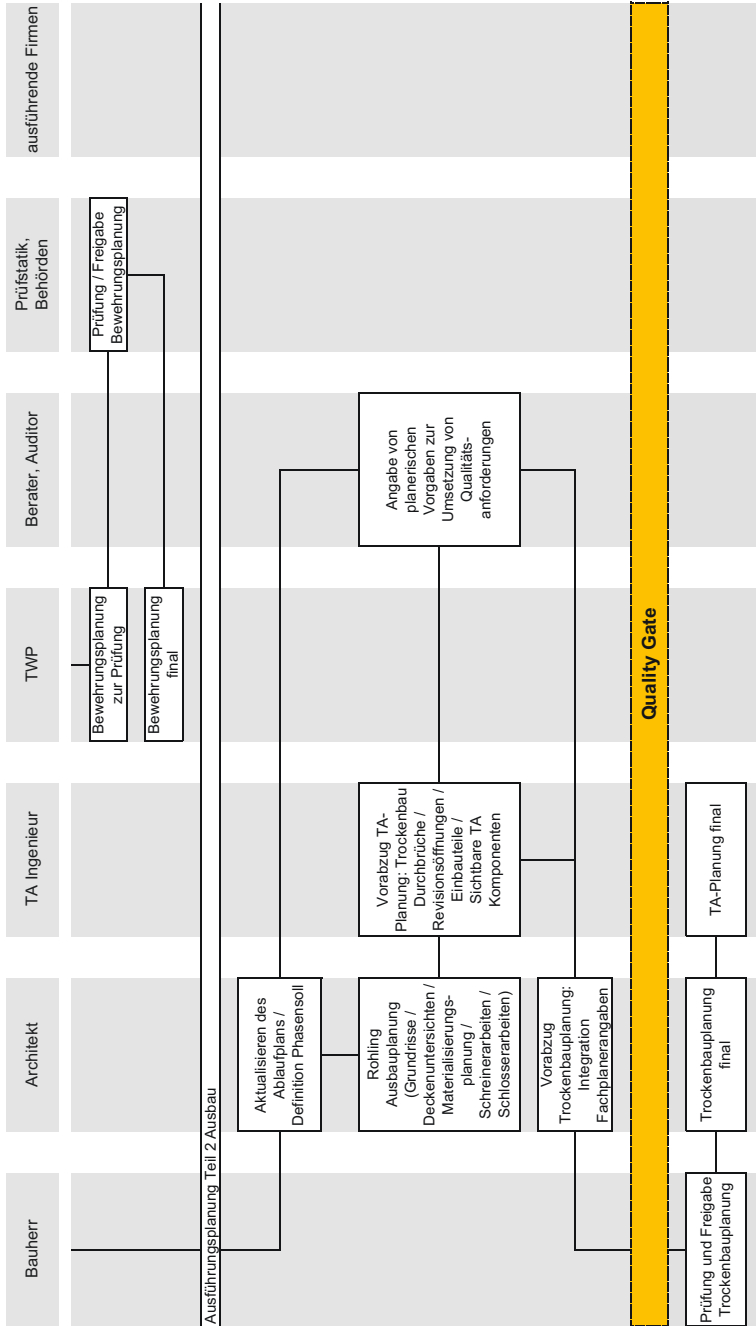 Bauherr
Architekt
TA Ingenieur
TWP
Berater, Auditor
Prüfstatik,
Behörden
ausführende Firmen
Bewehrungsplanung
zur Prüfung
Prüfung / Freigabe
Bewehrungsplanung
Bewehrungsplanung
final
Ausführungsplanung Teil 2 Ausbau
Aktualisieren des
Ablaufplans /
Definition Phasensoll
Rohling
Ausbauplanung
(Grundrisse /
Deckenuntersichten /
Materialisierungs-
planung /
Schreinerarbeiten /
Schlosserarbeiten)
Vorabzug TA-
Planung: Trockenbau
Durchbrüche /
Revisionsöffnungen /
Einbauteile /
Sichtbare TA
Komponenten
Angabe von
planerischen
Vorgaben zur
Umsetzung von
Qualitäts-
anforderungen
Vorabzug
Trockenbauplanung:
Integration
Fachplanerangaben
Quality Gate
Prüfung und Freigabe
Trockenbauplanung
Trockenbauplanung
final
TA-Planung final